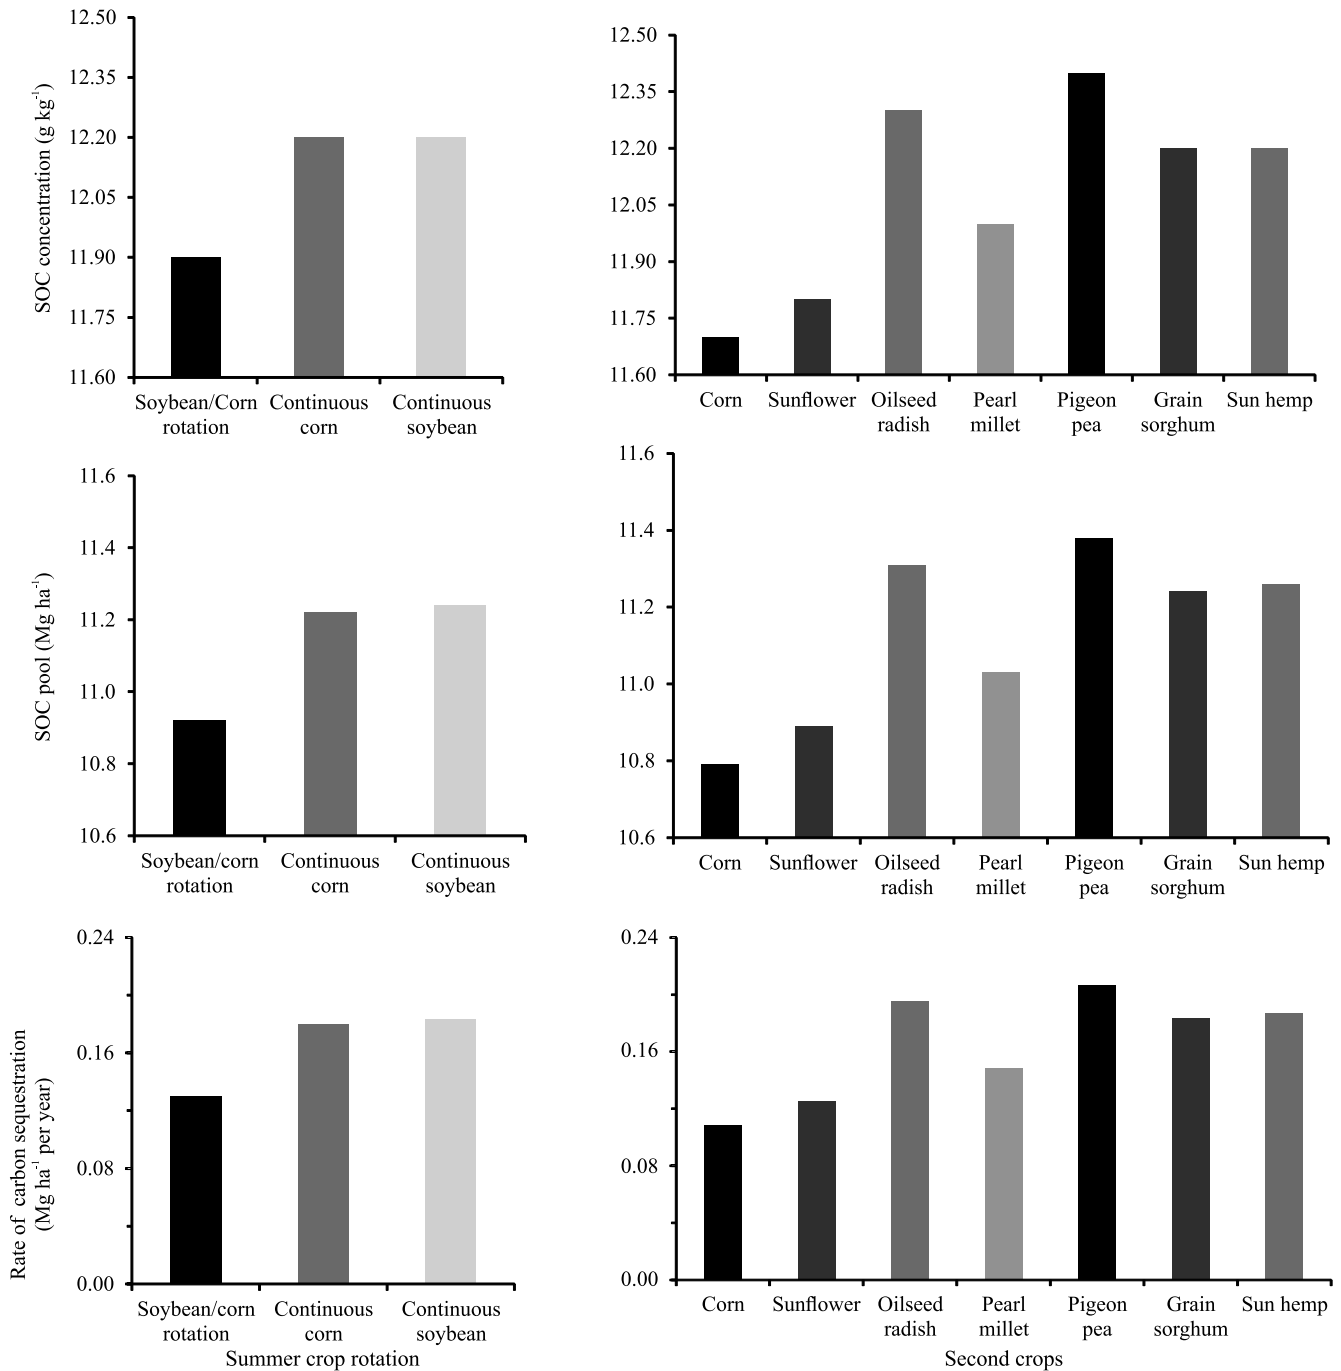 SOC concentration (g kg⁻¹)
12.50
12.35
12.20
12.05
11.90
11.75
11.60
Soybean/Corn
rotation
Continuous
corn
Continuous
soybean
12.50
12.35
12.20
12.05
11.90
11.75
11.60
Corn
Sunflower
Oilseed
radish
Pearl
millet
Pigeon
pea
Grain
sorghum
Sun hemp
SOC pool (Mg ha⁻¹)
11.6
11.4
11.2
11.0
10.8
10.6
Soybean/corn
rotation
Continuous
corn
Continuous
soybean
11.6
11.4
11.2
11.0
10.8
10.6
Corn
Sunflower
Oilseed
radish
Pearl
millet
Pigeon
pea
Grain
sorghum
Sun hemp
Rate of carbon sequestration
(Mg ha⁻¹ per year)
0.24
0.16
0.08
0.00
Soybean/corn
rotation
Continuous
corn
Continuous
soybean
Summer crop rotation
0.24
0.16
0.08
0.00
Corn
Sunflower
Oilseed
radish
Pearl
millet
Pigeon
pea
Grain
sorghum
Sun hemp
Second crops